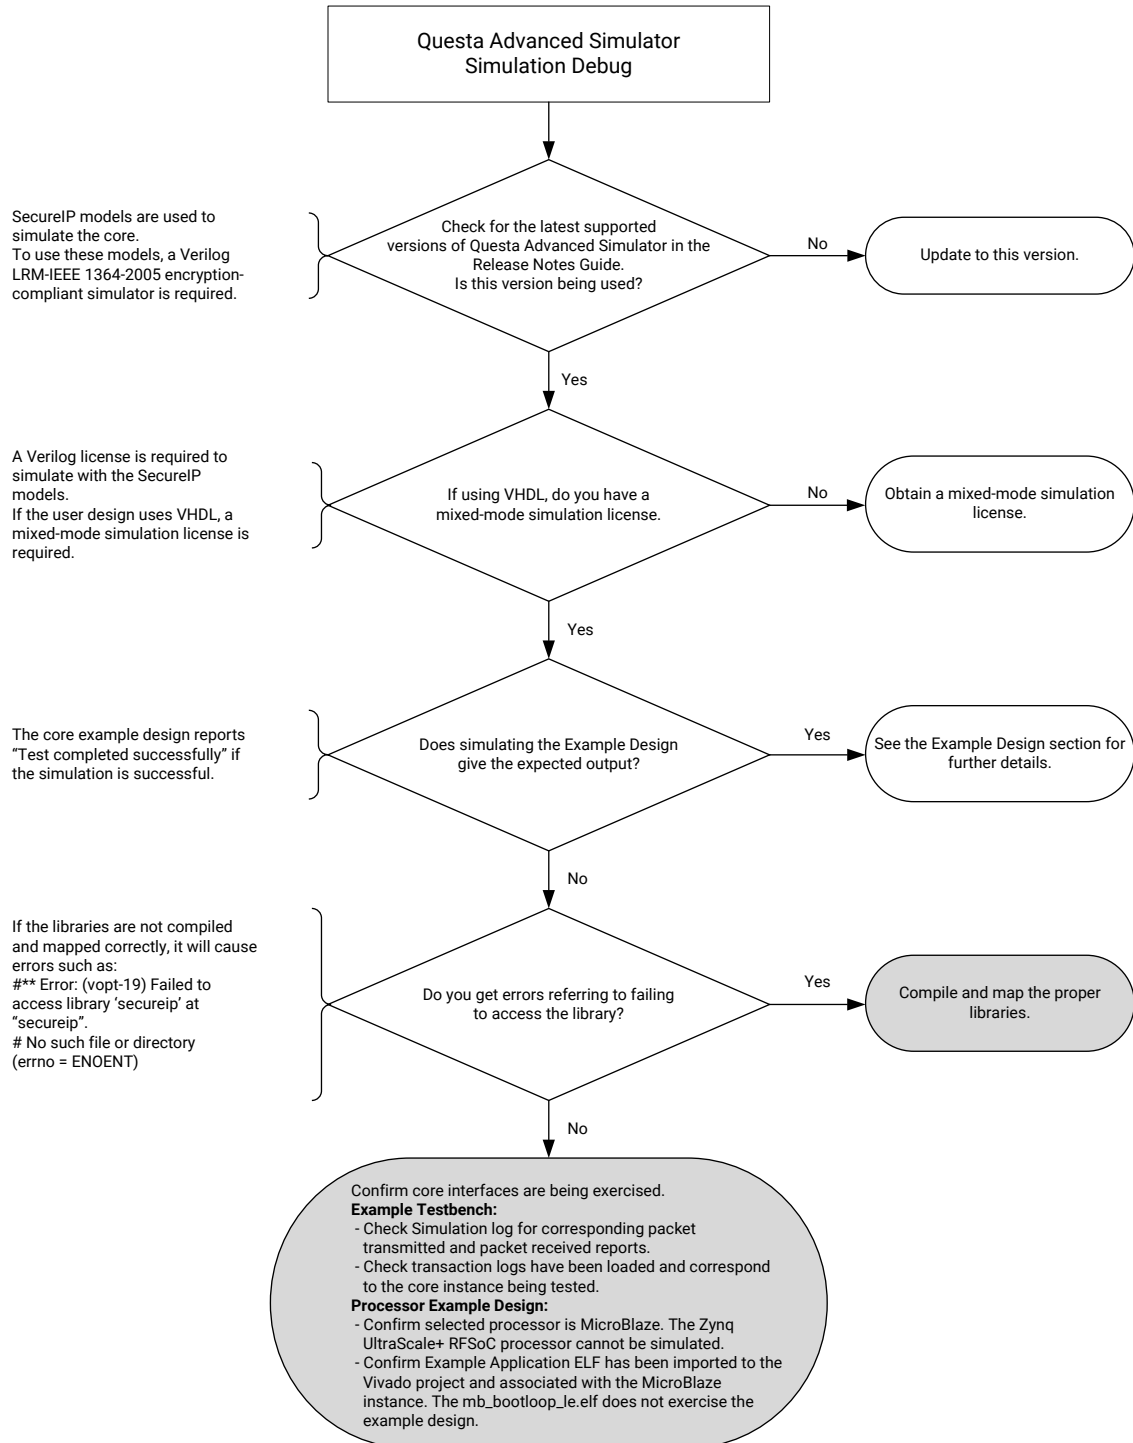 Questa Advanced Simulator
Simulation Debug
SecureIP models are used to
simulate the core.
To use these models, a Verilog
LRM-IEEE 1364-2005 encryption-
compliant simulator is required.
Check for the latest supported
versions of Questa Advanced Simulator in the
Release Notes Guide.
Is this version being used?
No
Update to this version.
Yes
A Verilog license is required to
simulate with the SecureIP
models.
If the user design uses VHDL, a
mixed-mode simulation license is
required.
If using VHDL, do you have a
mixed-mode simulation license.
No
Obtain a mixed-mode simulation
license.
Yes
The core example design reports
“Test completed successfully” if
the simulation is successful.
Does simulating the Example Design
give the expected output?
Yes
See the Example Design section for
further details.
No
If the libraries are not compiled
and mapped correctly, it will cause
errors such as:
#** Error: (vopt-19) Failed to
access library ‘secureip’ at
“secureip”.
# No such file or directory
(errno = ENOENT)
Do you get errors referring to failing
to access the library?
Yes
Compile and map the proper
libraries.
No
Confirm core interfaces are being exercised.
Example Testbench:
- Check Simulation log for corresponding packet
transmitted and packet received reports.
- Check transaction logs have been loaded and correspond
to the core instance being tested.
Processor Example Design:
- Confirm selected processor is MicroBlaze. The Zynq
UltraScale+ RFSoC processor cannot be simulated.
- Confirm Example Application ELF has been imported to the
Vivado project and associated with the MicroBlaze
instance. The mb_bootloop_le.elf does not exercise the
example design.